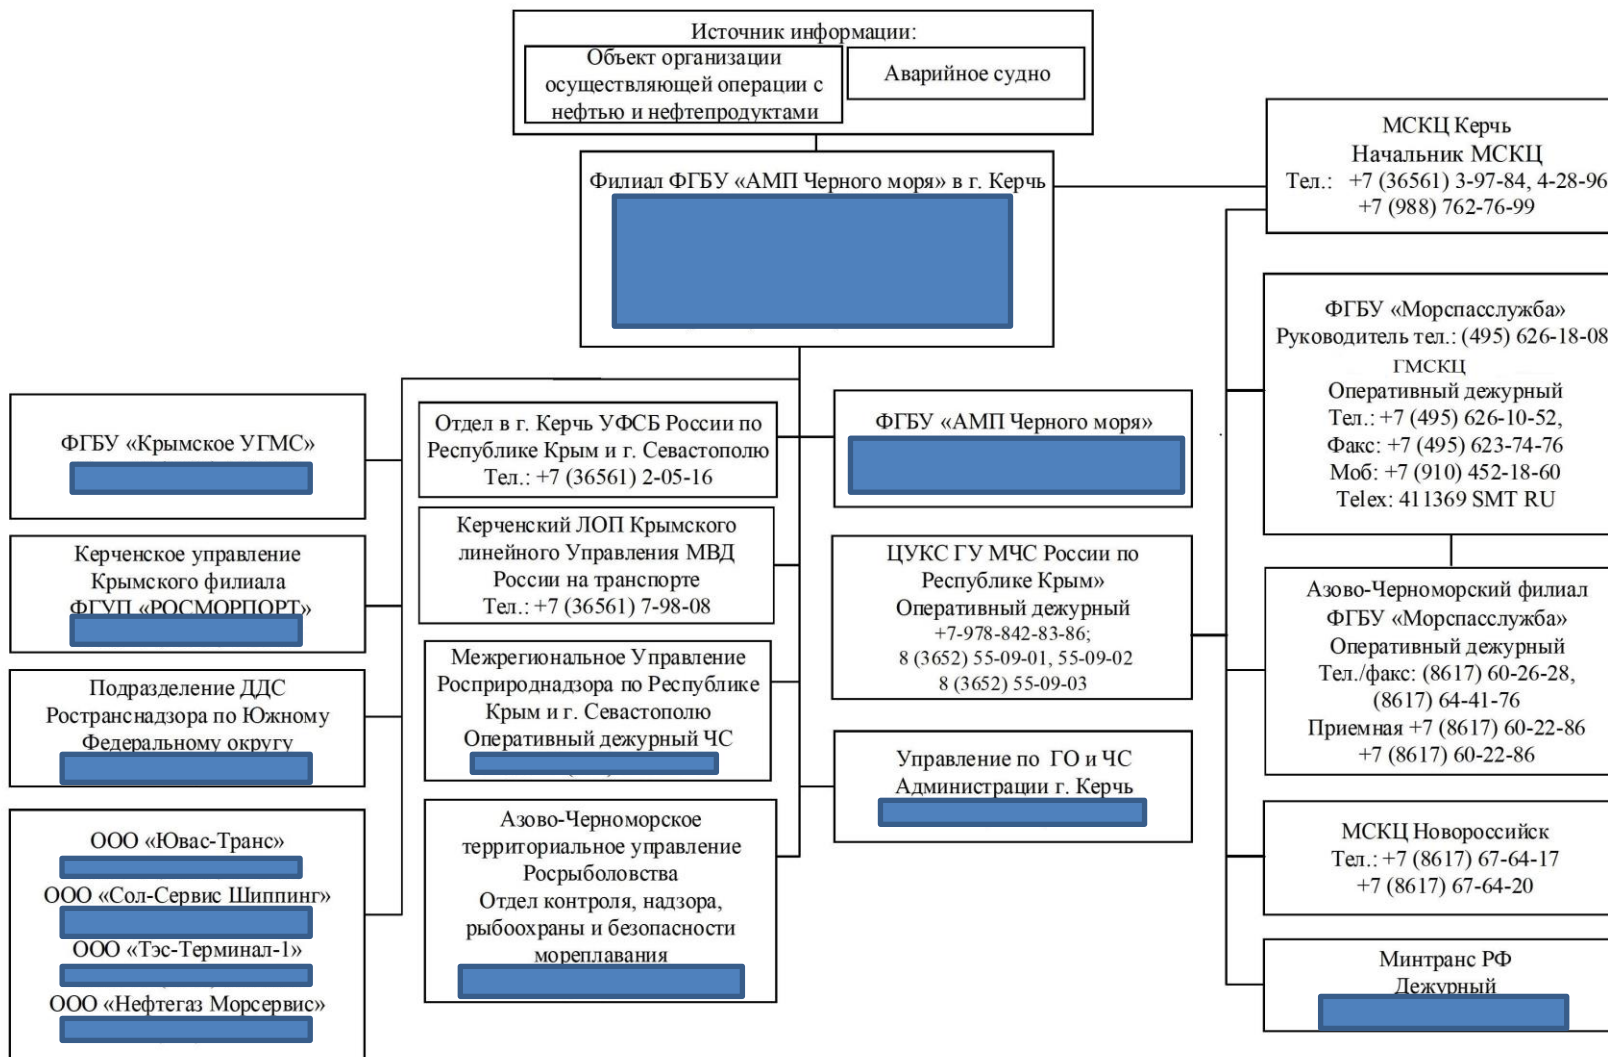 Источник информации:
Объект организации
осуществляющей операции с
нефтью и нефтепродуктами
Аварийное судно
Филиал ФГБУ «АМП Черного моря» в г. Керчь
МСКЦ Керчь
Начальник МСКЦ
Тел.: +7 (36561) 3-97-84, 4-28-96
+7 (988) 762-76-99
ФГБУ «Морспасслужба»
Руководитель тел.: (495) 626-18-08
ГМСКЦ
Оперативный дежурный
Тел.: +7 (495) 626-10-52,
Факс: +7 (495) 623-74-76
Моб: +7 (910) 452-18-60
Telex: 411369 SMT RU
ФГБУ «Крымское УГМС»
Отдел в г. Керчь УФСБ России по
Республике Крым и г. Севастополю
Тел.: +7 (36561) 2-05-16
ФГБУ «АМП Черного моря»
Керченское управление
Крымского филиала
ФГУП «РОСМОРПОРТ»
Керченский ЛОП Крымского
линейного Управления МВД
России на транспорте
Тел.: +7 (36561) 7-98-08
ЦУКС ГУ МЧС России по
Республике Крым»
Оперативный дежурный
+7-978-842-83-86;
8 (3652) 55-09-01, 55-09-02
8 (3652) 55-09-03
Азово-Черноморский филиал
ФГБУ «Морспасслужба»
Оперативный дежурный
Тел./факс: (8617) 60-26-28,
(8617) 64-41-76
Приемная +7 (8617) 60-22-86
+7 (8617) 60-22-86
Подразделение ДДС
Ространснадзора по Южному
Федеральному округу
Межрегиональное Управление
Росприроднадзора по Республике
Крым и г. Севастополю
Оперативный дежурный ЧС
Управление по ГО и ЧС
Администрации г. Керчь
ООО «Ювас-Транс»
ООО «Сол-Сервис Шиппинг»
ООО «Тэс-Терминал-1»
ООО «Нефтегаз Морсервис»
Азово-Черноморское
территориальное управление
Росрыболовства
Отдел контроля, надзора,
рыбоохраны и безопасности
мореплавания
МСКЦ Новороссийск
Тел.: +7 (8617) 67-64-17
+7 (8617) 67-64-20
Минтранс РФ
Дежурный